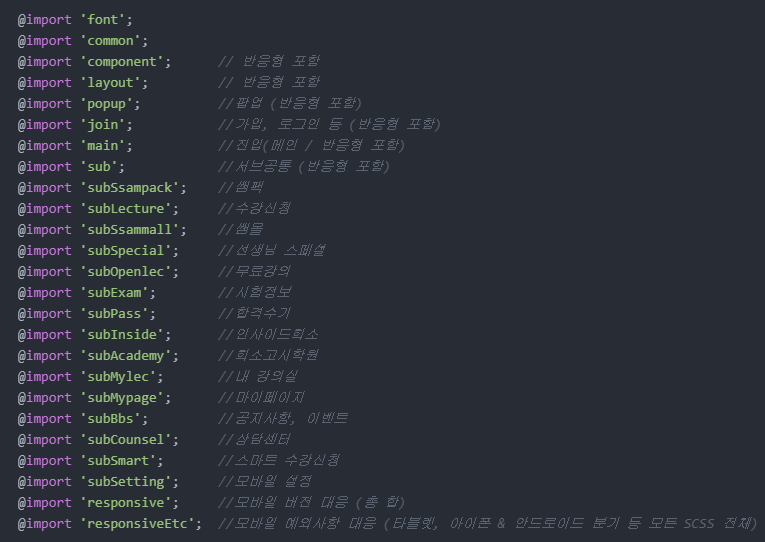 @import 'font';
@import 'common';
@import 'component';      // 반응형 포함
@import 'layout';         // 반응형 포함
@import 'popup';          //팝업 (반응형 포함)
@import 'join';           //가입, 로그인 등 (반응형 포함)
@import 'main';           //진입(메인 / 반응형 포함)
@import 'sub';            //서브공통 (반응형 포함)
@import 'subSsampack';    //쌤팩
@import 'subLecture';     //수강신청
@import 'subSsammall';    //쌤몰
@import 'subSpecial';     //선생님 스페셜
@import 'subOpenlec';     //무료강의
@import 'subExam';        //시험정보
@import 'subPass';        //합격수기
@import 'subInside';      //인사이드희소
@import 'subAcademy';     //희소고시학원
@import 'subMylec';       //내 강의실
@import 'subMypage';      //마이페이지
@import 'subBbs';         //공지사항, 이벤트
@import 'subCounsel';     //상담센터
@import 'subSmart';       //스마트 수강신청
@import 'subSetting';     //모바일 설정
@import 'responsive';     //모바일 버전 대응 (총 합)
@import 'responsiveEtc';  //모바일 예외사항 대응 (타블렛, 아이폰 & 안드로이드 분기 등 모든 SCSS 전체)